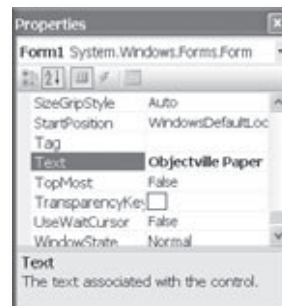 Properties
Form1 System.Windows.Forms.Form
SizeGripStyle Auto
StartPosition WindowsDefaultLoc
Tag
Text Objectville Paper
TopMost False
TransparencyKey
UseWaitCursor False
WindowState Normal
Text
The text associated with the control.